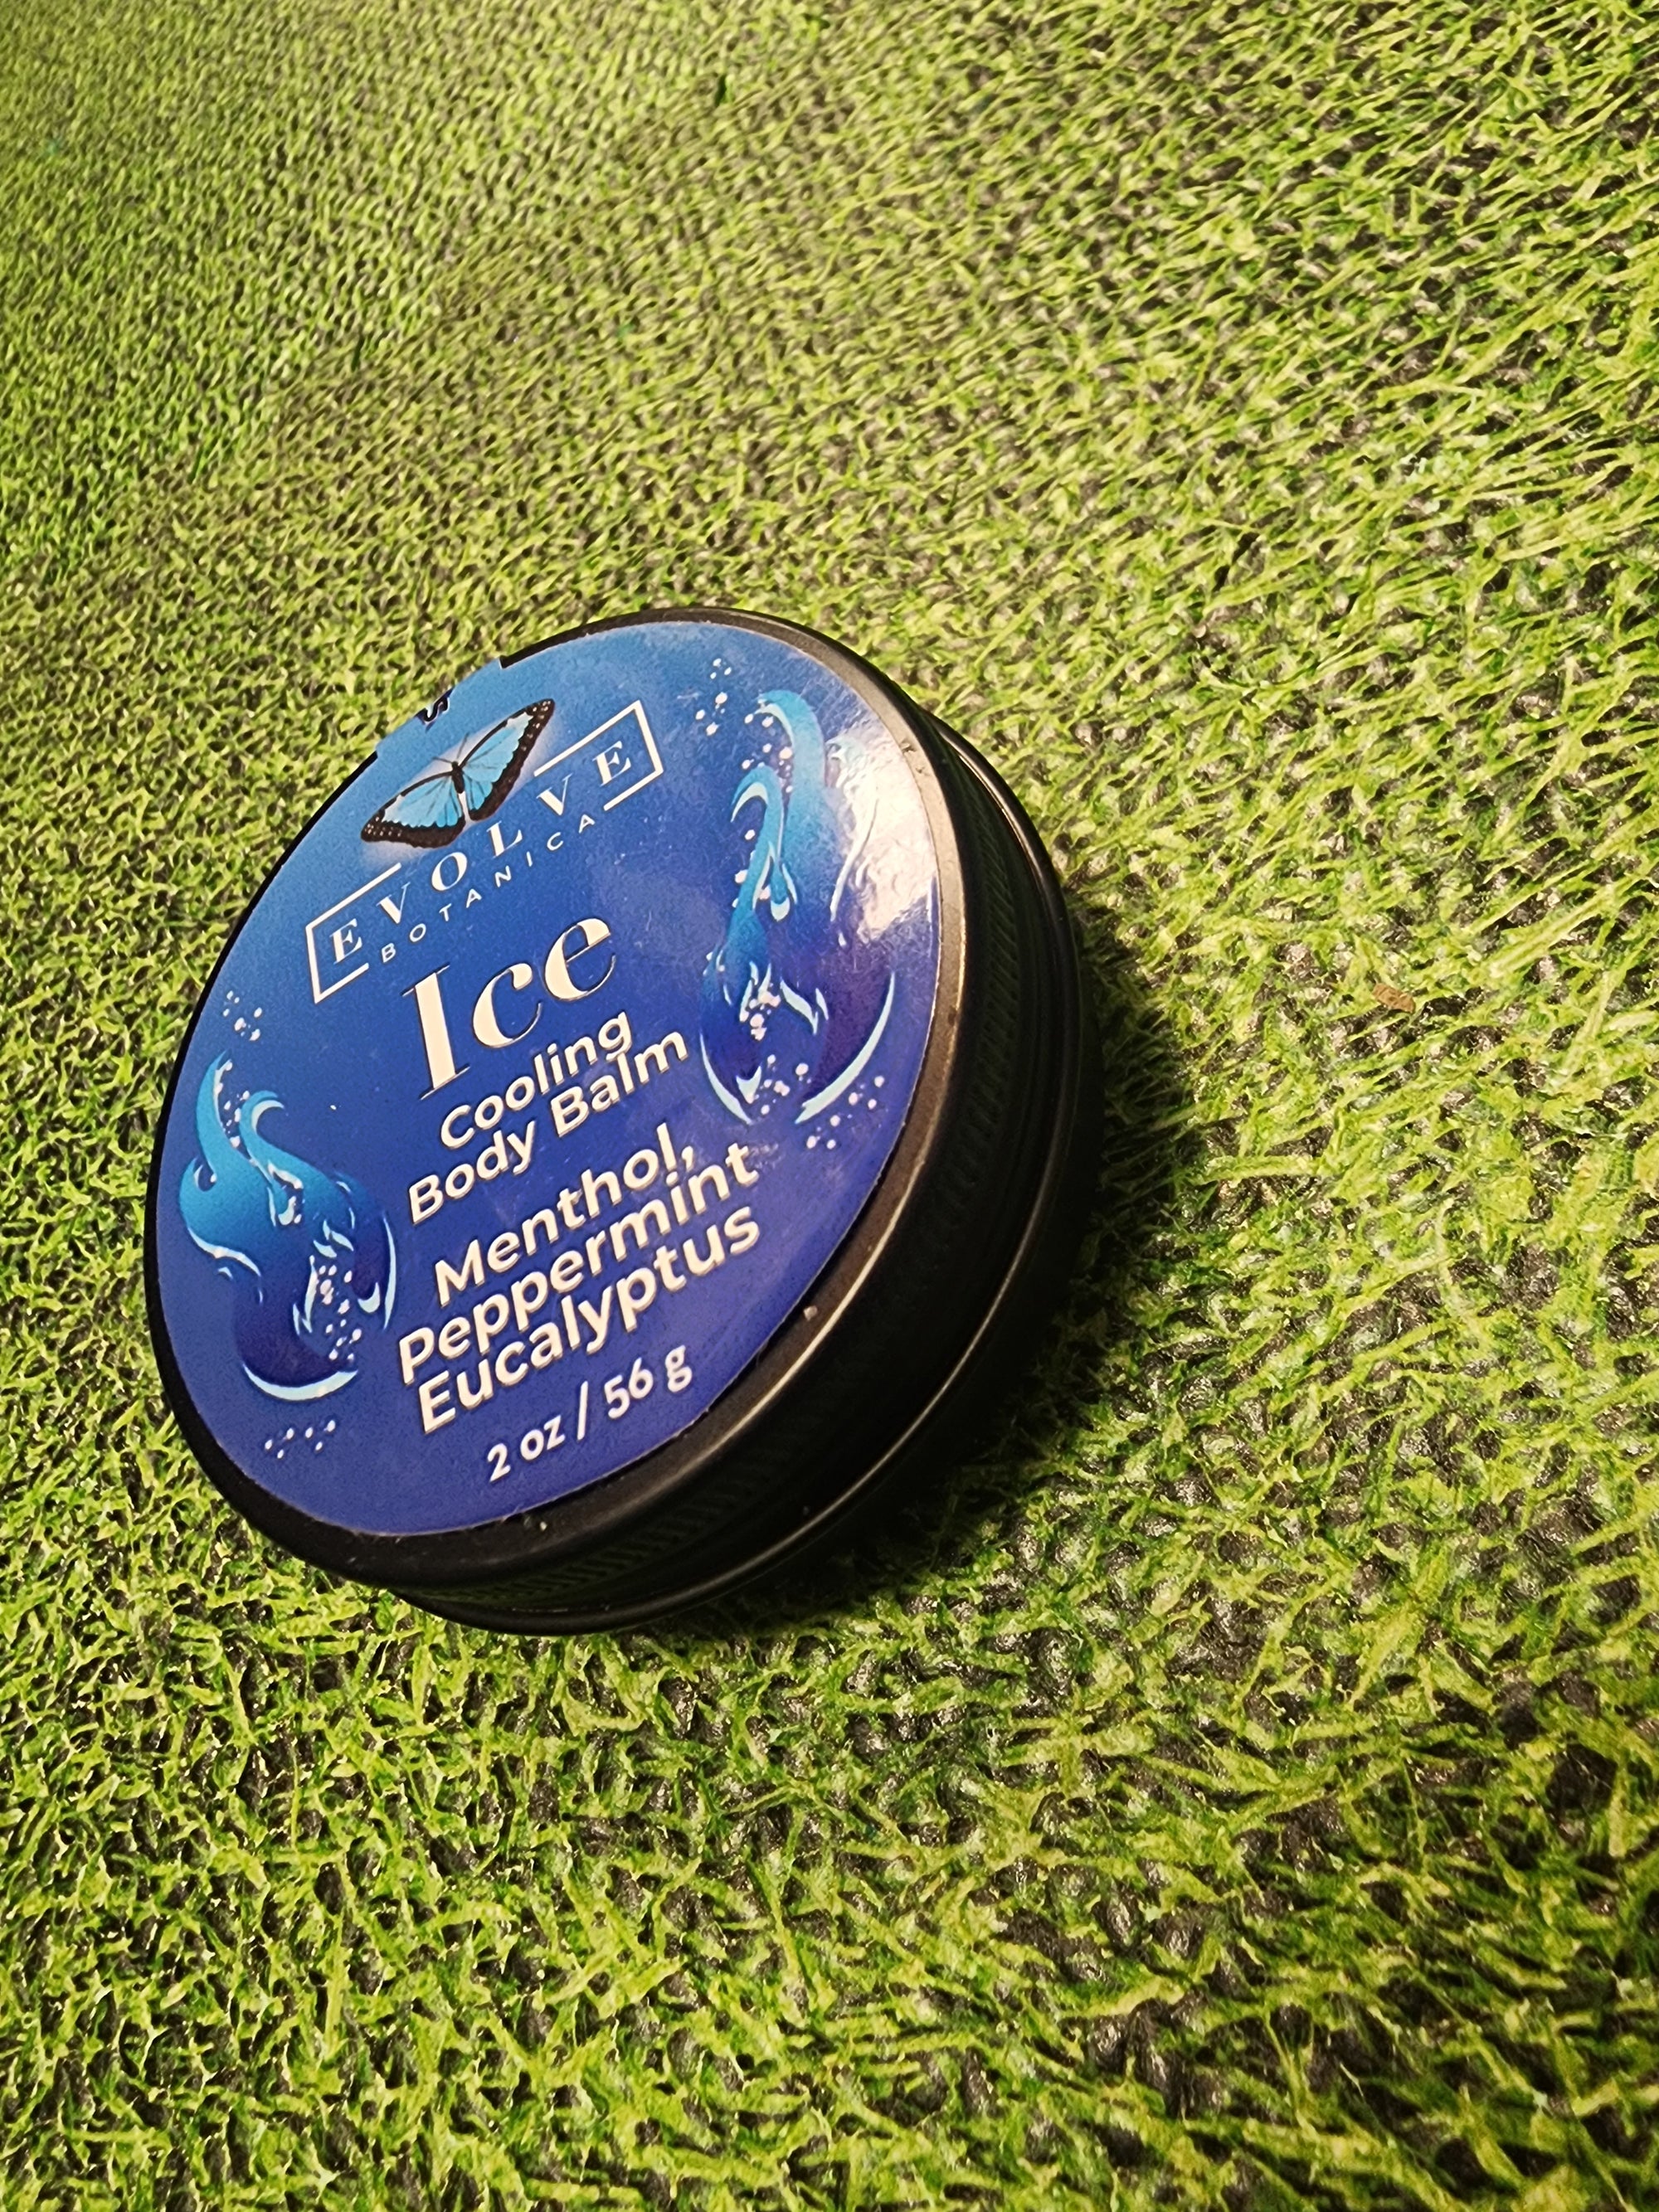 EVOLVE
BOTANICA
Ice
Cooling
Body Balm
Menthol,
Peppermint
Eucalyptus
2 oz / 56 g